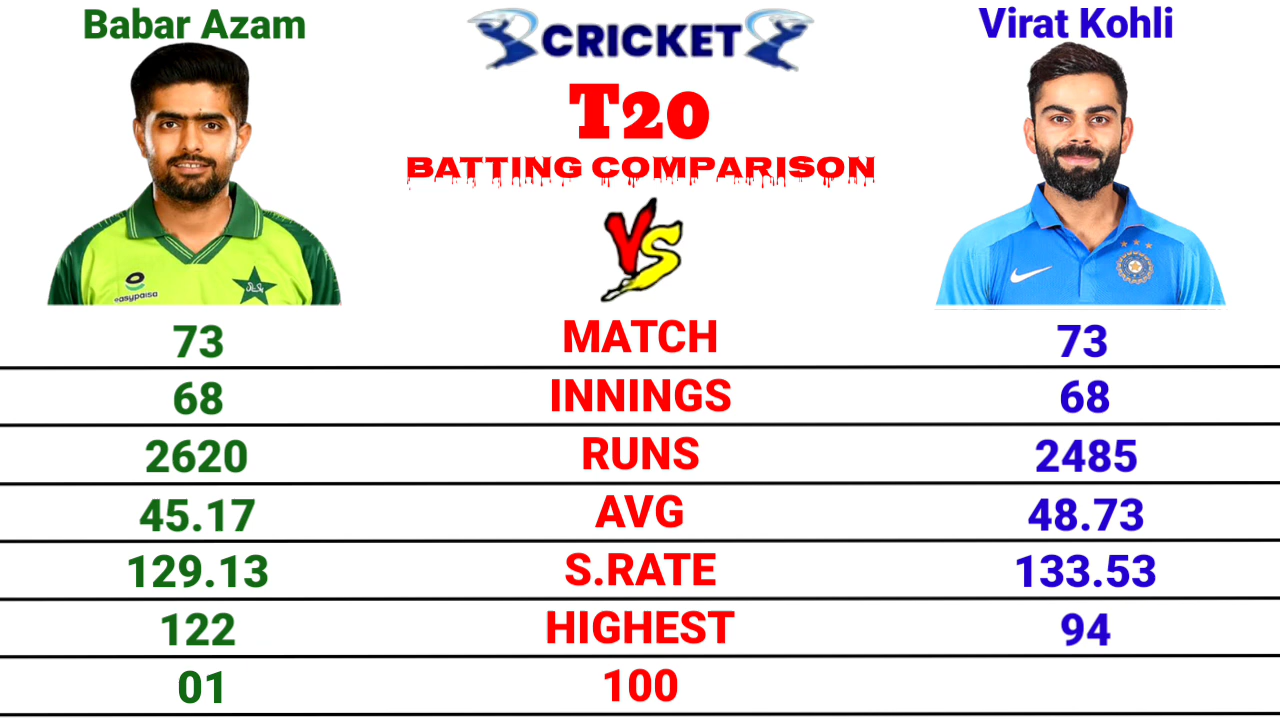 Babar Azam CRICKET Virat Kohli
T20
BATTING COMPARISON
VS
easypaisa
73 MATCH 73
68 INNINGS 68
2620 RUNS 2485
45.17 AVG 48.73
129.13 S.RATE 133.53
122 HIGHEST 94
01 100